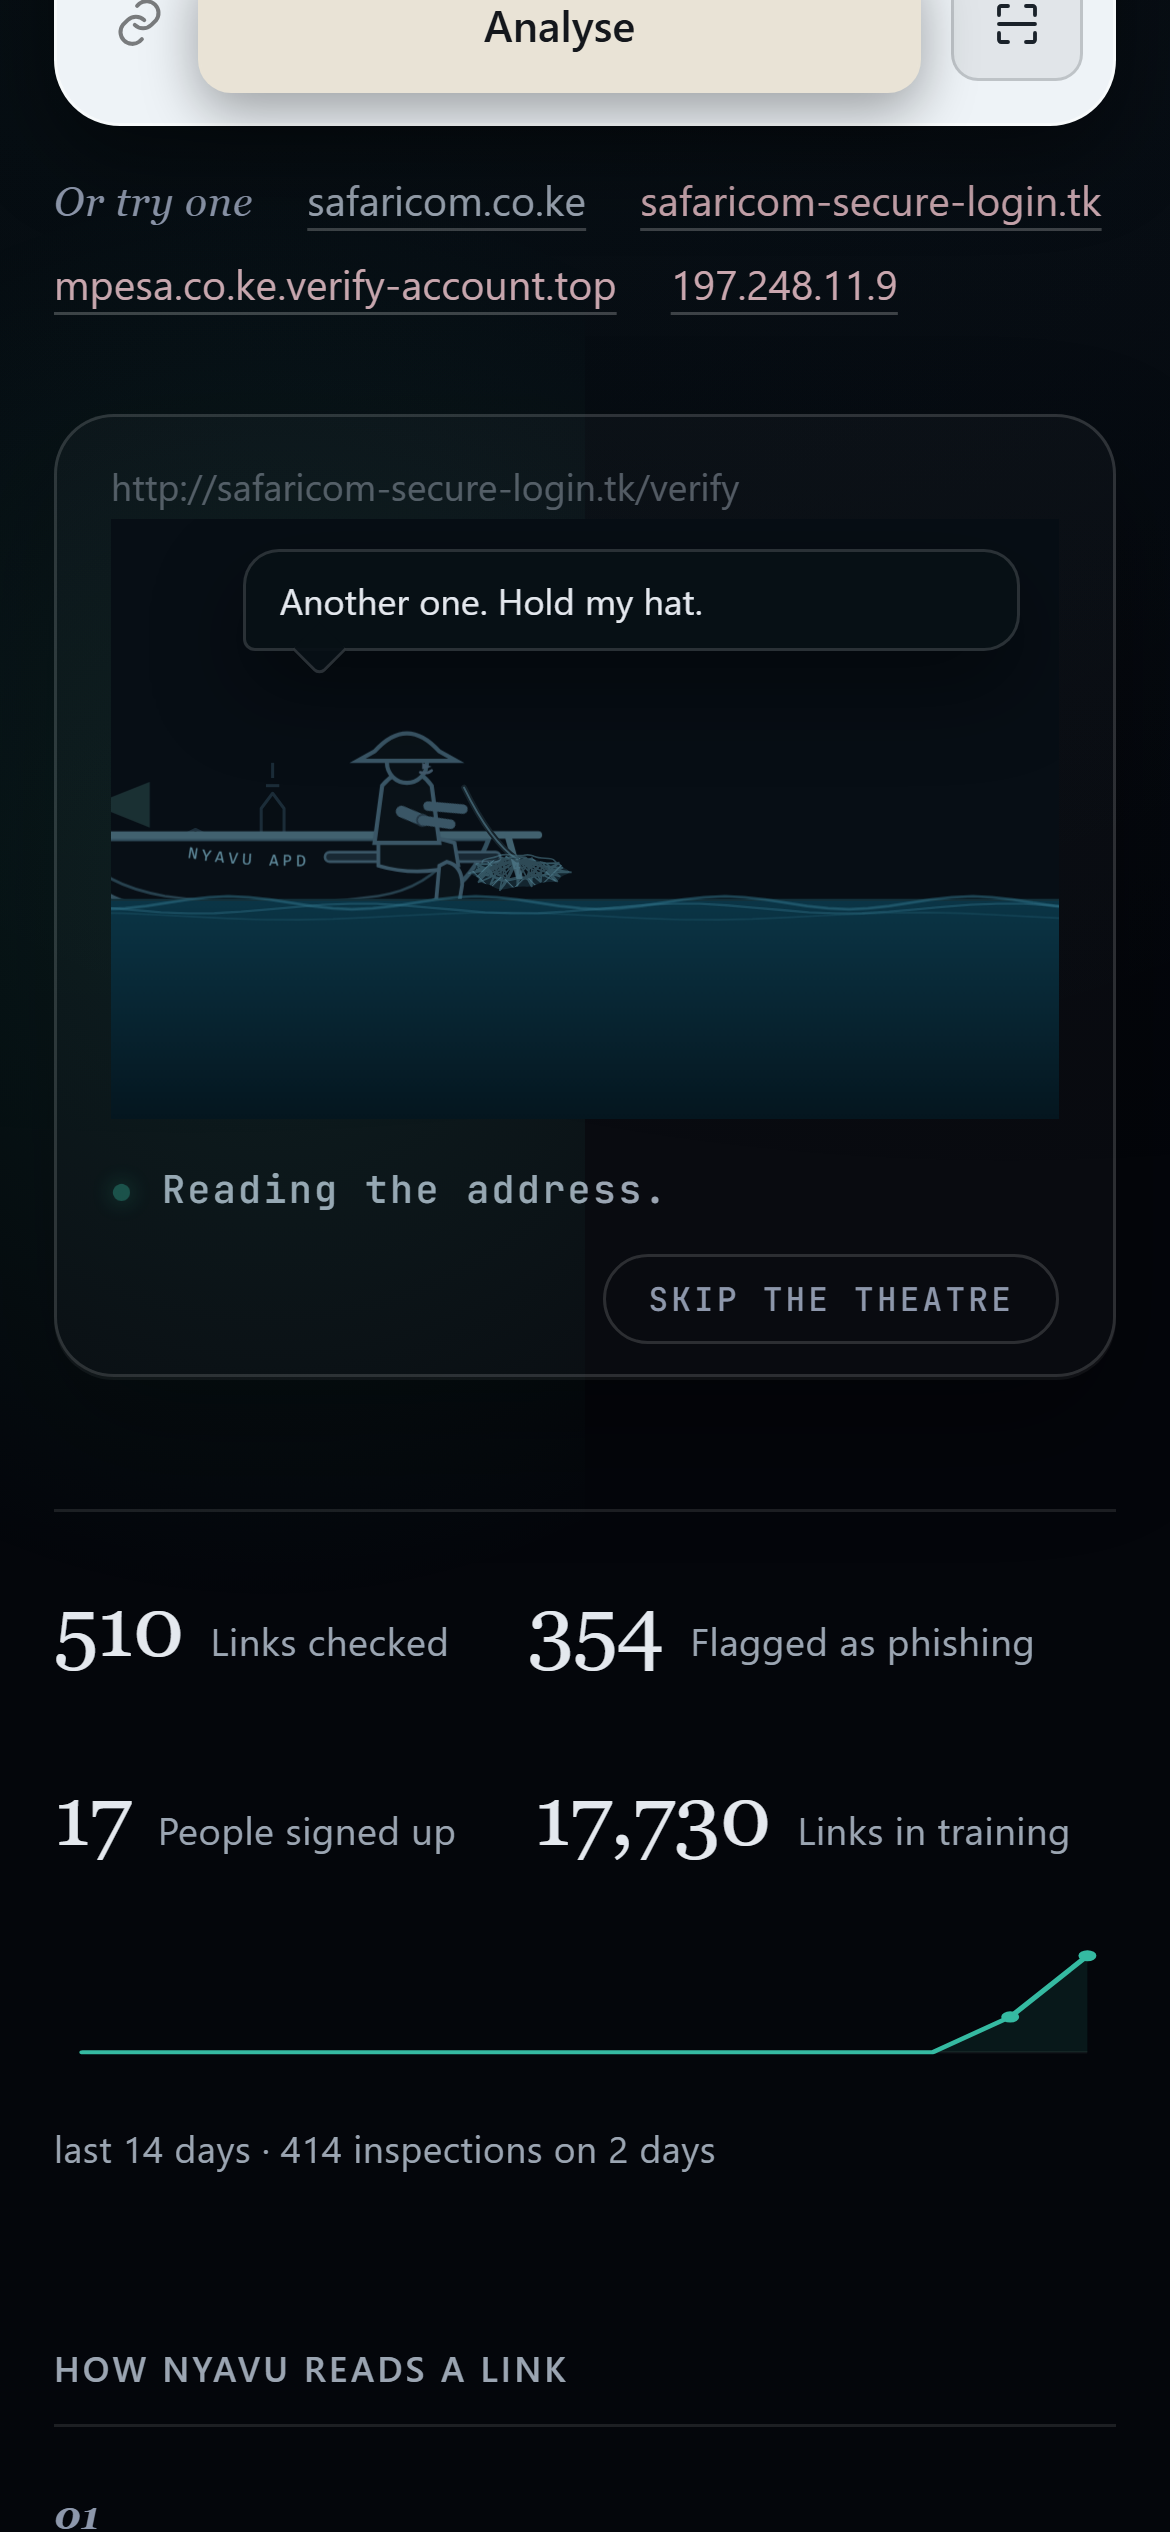 Analyse
Or try one safaricom.co.ke safaricom-secure-login.tk
mpesa.co.ke.verify-account.top 197.248.11.9
http://safaricom-secure-login.tk/verify
Another one. Hold my hat.
NYAVU APD
Reading the address.
SKIP THE THEATRE
510 Links checked 354 Flagged as phishing
17 People signed up 17,730 Links in training
last 14 days · 414 inspections on 2 days
HOW NYAVU READS A LINK
01